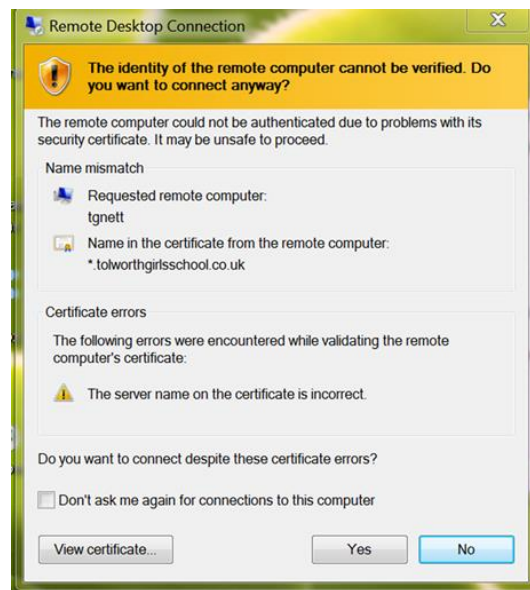 Remote Desktop Connection
The identity of the remote computer cannot be verified. Do
you want to connect anyway?
The remote computer could not be authenticated due to problems with its
security certificate. It may be unsafe to proceed.
Name mismatch
Requested remote computer:
tgnett
Name in the certificate from the remote computer:
*.tolworthgirlsschool.co.uk
Certificate errors
The following errors were encountered while validating the remote
computer's certificate:
The server name on the certificate is incorrect.
Do you want to connect despite these certificate errors?
Don't ask me again for connections to this computer
View certificate...
Yes
No